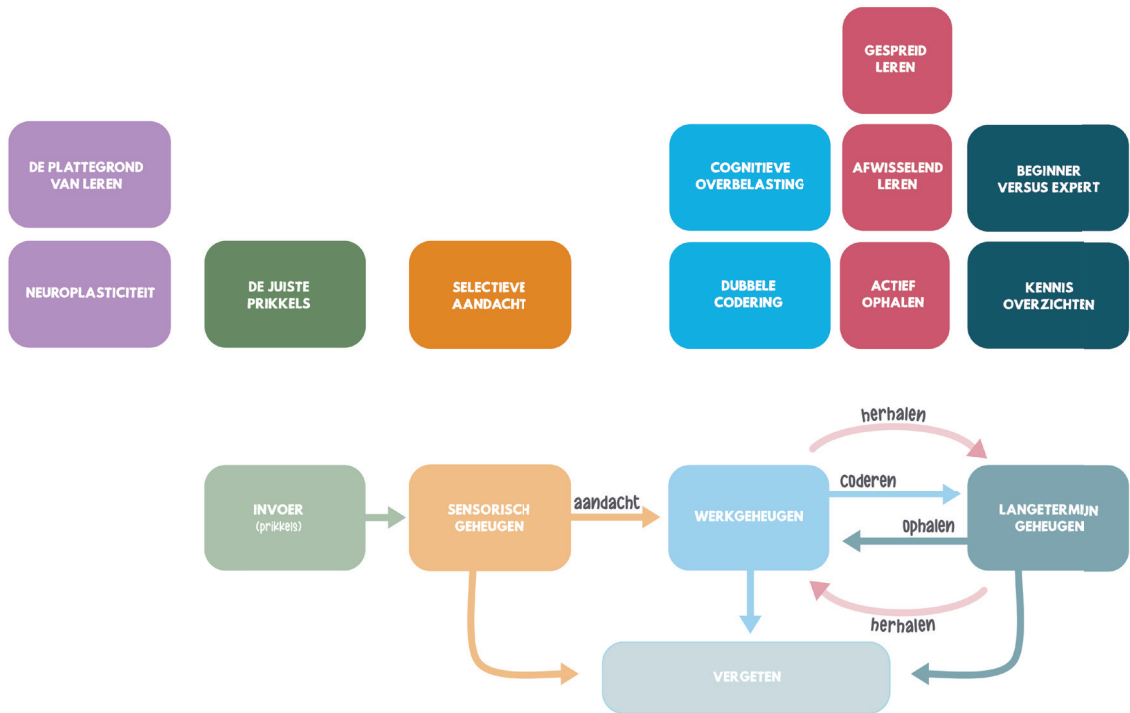 GESPREID
LEREN
DE PLATTEGROND
VAN LEREN
COGNITIEVE
OVERBELASTING
AFWISSELEND
LEREN
BEGINNER
VERSUS EXPERT
NEUROPLASTICITEIT
DE JUISTE
PRIKKELS
SELECTIEVE
AANDACHT
DUBBELE
CODERING
ACTIEF
OPHALEN
KENNIS
OVERZICHTEN
herhalen
INVOER
(prikkels)
SENSORISCH
GEHEUGEN
aandacht
WERKGEHEUGEN
coderen
ophalen
LANGETERMIJN
GEHEUGEN
herhalen
VERGETEN